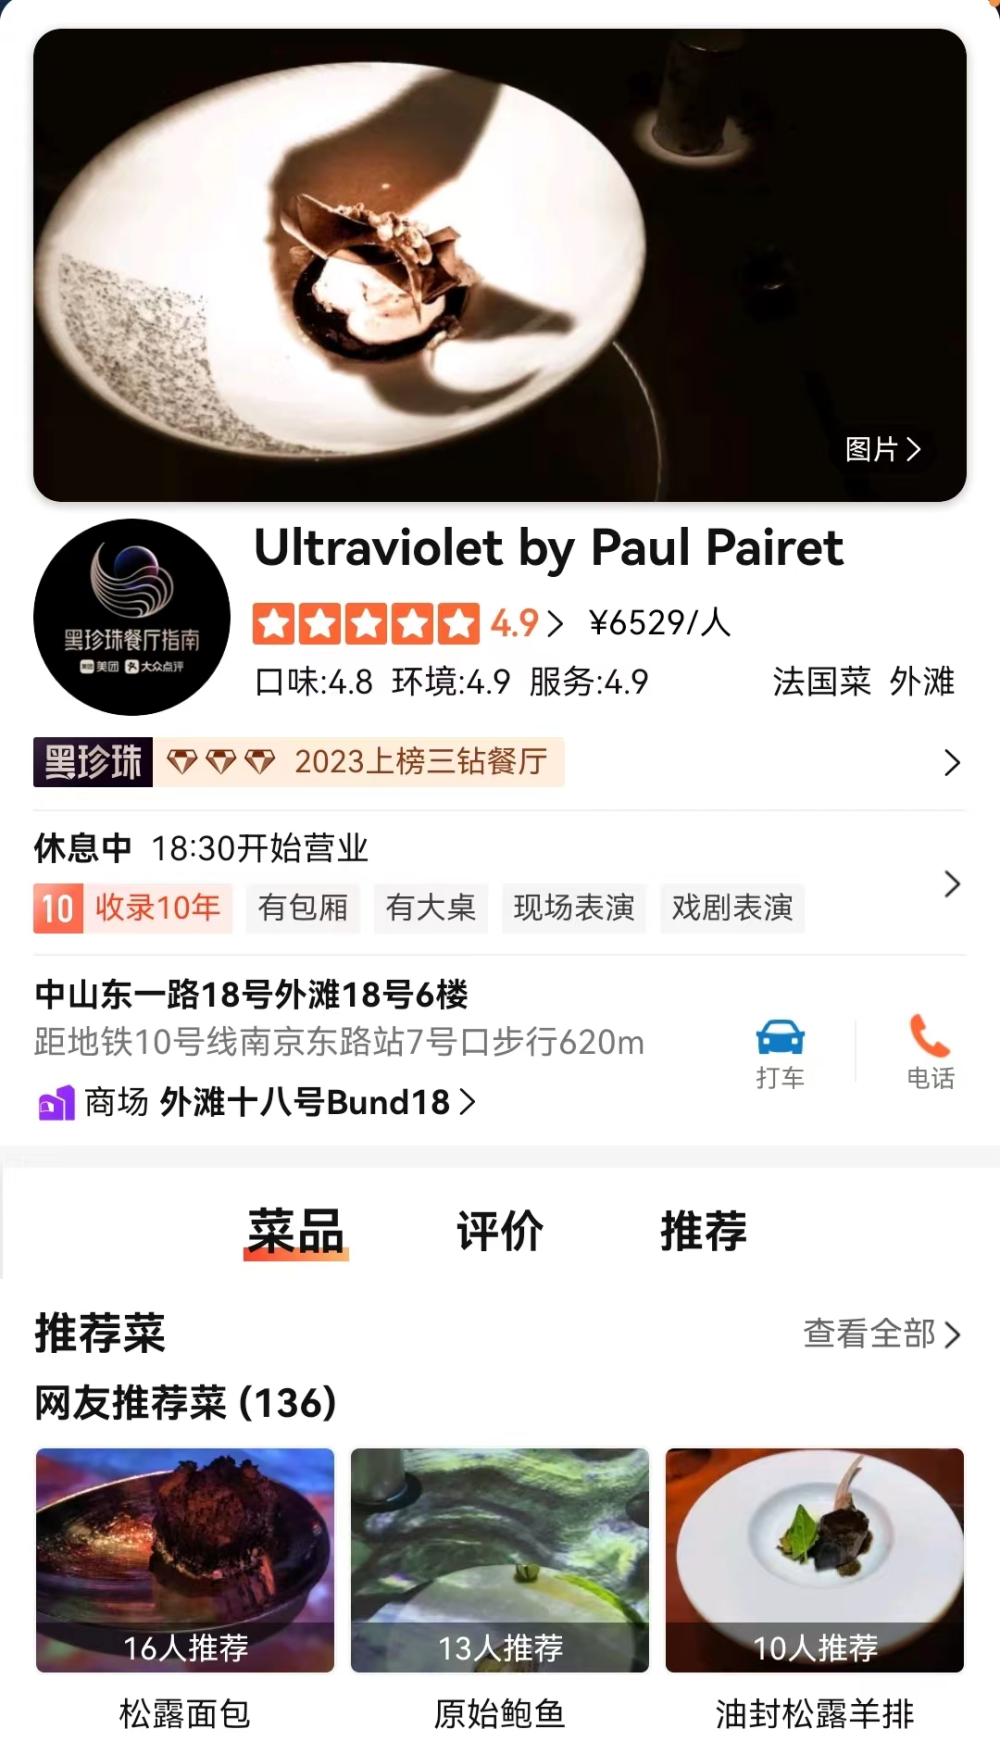 图片
Ultraviolet by Paul Pairet
黑珍珠餐厅指南
美团 大众点评
4.9 ¥6529/人
口味:4.8 环境:4.9 服务:4.9 法国菜 外滩
黑珍珠 2023上榜三钻餐厅
休息中 18:30开始营业
10 收录10年 有包厢 有大桌 现场表演 戏剧表演
中山东一路18号外滩18号6楼
距地铁10号线南京东路站7号口步行620m
打车 电话
商场 外滩十八号Bund18
菜品 评价 推荐
推荐菜 查看全部
网友推荐菜 (136)
16人推荐 13人推荐 10人推荐
松露面包 原始鲍鱼 油封松露羊排